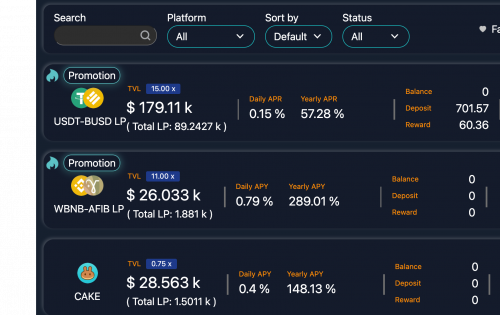 Search Platform Sort by Status
All Default All Fa
Promotion
TVL 15.00 x
$ 179.11 k
( Total LP: 89.2427 k )
USDT-BUSD LP
Daily APR Yearly APR
0.15 % 57.28 %
Balance 0
Deposit 701.57
Reward 60.36
Promotion
TVL 11.00 x
$ 26.033 k
( Total LP: 1.881 k )
WBNB-AFIB LP
Daily APY Yearly APY
0.79 % 289.01 %
Balance 0
Deposit 0
Reward 0
CAKE
TVL 0.75 x
$ 28.563 k
( Total LP: 1.5011 k )
Daily APY Yearly APY
0.4 % 148.13 %
Balance 0
Deposit 0
Reward 0